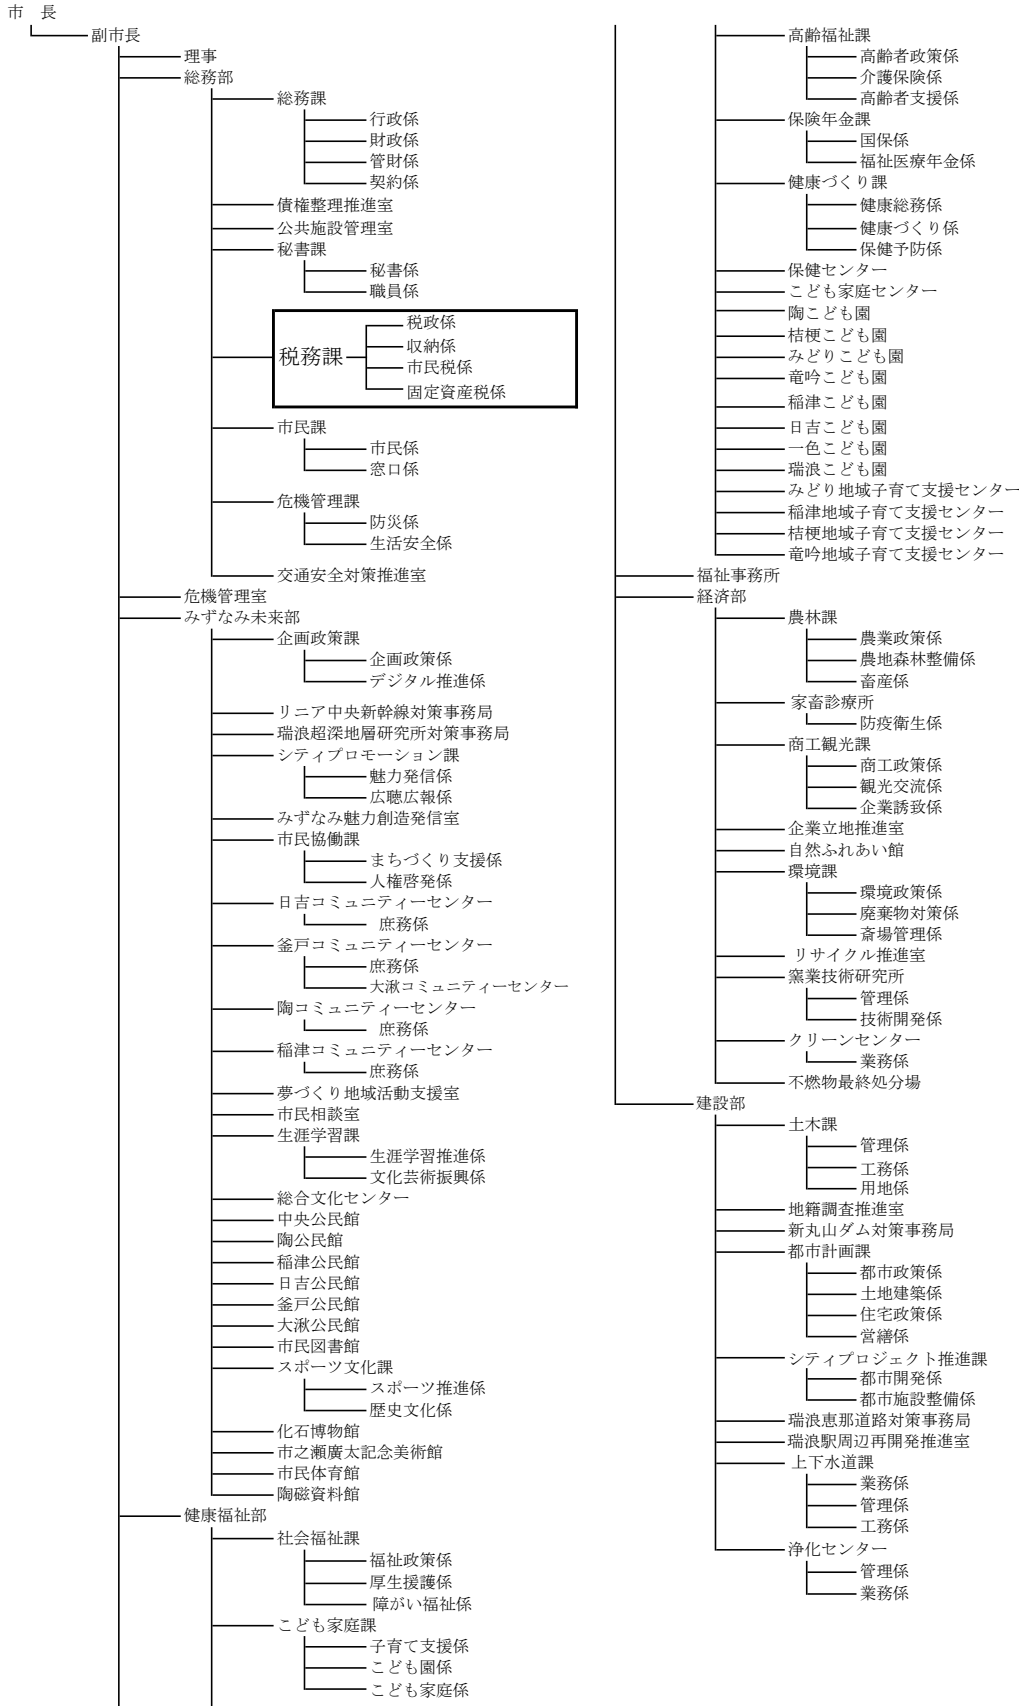 市　長
副市長
理事
総務部
総務課
行政係
財政係
管財係
契約係
債権整理推進室
公共施設管理室
秘書課
秘書係
職員係
税務課
税政係
収納係
市民税係
固定資産税係
市民課
市民係
窓口係
危機管理課
防災係
生活安全係
交通安全対策推進室
危機管理室
みずなみ未来部
企画政策課
企画政策係
デジタル推進係
リニア中央新幹線対策事務局
瑞浪超深地層研究所対策事務局
シティプロモーション課
魅力発信係
広聴広報係
みずなみ魅力創造発信室
市民協働課
まちづくり支援係
人権啓発係
日吉コミュニティーセンター
庶務係
釜戸コミュニティーセンター
庶務係
大湫コミュニティーセンター
陶コミュニティーセンター
庶務係
稲津コミュニティーセンター
庶務係
夢づくり地域活動支援室
市民相談室
生涯学習課
生涯学習推進係
文化芸術振興係
総合文化センター
中央公民館
陶公民館
稲津公民館
日吉公民館
釜戸公民館
大湫公民館
市民図書館
スポーツ文化課
スポーツ推進係
歴史文化係
化石博物館
市之瀬廣太記念美術館
市民体育館
陶磁資料館
健康福祉部
社会福祉課
福祉政策係
厚生援護係
障がい福祉係
こども家庭課
子育て支援係
こども園係
こども家庭係
高齢福祉課
高齢者政策係
介護保険係
高齢者支援係
保険年金課
国保係
福祉医療年金係
健康づくり課
健康総務係
健康づくり係
保健予防係
保健センター
こども家庭センター
陶こども園
桔梗こども園
みどりこども園
竜吟こども園
稲津こども園
日吉こども園
一色こども園
瑞浪こども園
みどり地域子育て支援センター
稲津地域子育て支援センター
桔梗地域子育て支援センター
竜吟地域子育て支援センター
福祉事務所
経済部
農林課
農業政策係
農地森林整備係
畜産係
家畜診療所
防疫衛生係
商工観光課
商工政策係
観光交流係
企業誘致係
企業立地推進室
自然ふれあい館
環境課
環境政策係
廃棄物対策係
斎場管理係
リサイクル推進室
窯業技術研究所
管理係
技術開発係
クリーンセンター
業務係
不燃物最終処分場
建設部
土木課
管理係
工務係
用地係
地籍調査推進室
新丸山ダム対策事務局
都市計画課
都市政策係
土地建築係
住宅政策係
営繕係
シティプロジェクト推進課
都市開発係
都市施設整備係
瑞浪恵那道路対策事務局
瑞浪駅周辺再開発推進室
上下水道課
業務係
管理係
工務係
浄化センター
管理係
業務係